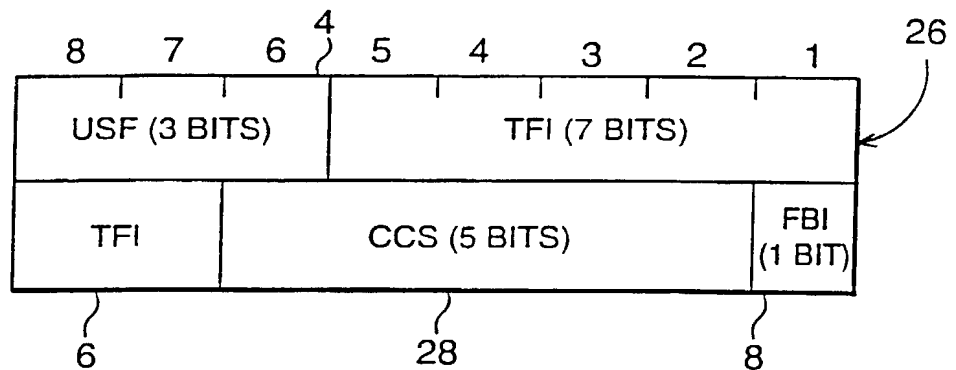 4
8 7 6 5 4 3 2 1
26
USF (3 BITS) TFI (7 BITS)
TFI CCS (5 BITS) FBI
(1 BIT)
6 28 8